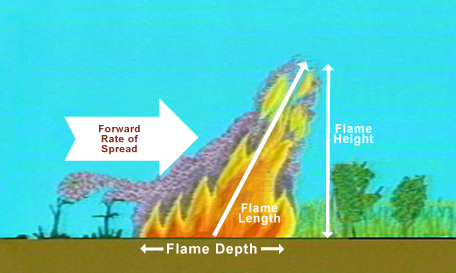 Forward
Rate of
Spread
Flame
Height
Flame
Length
Flame Depth